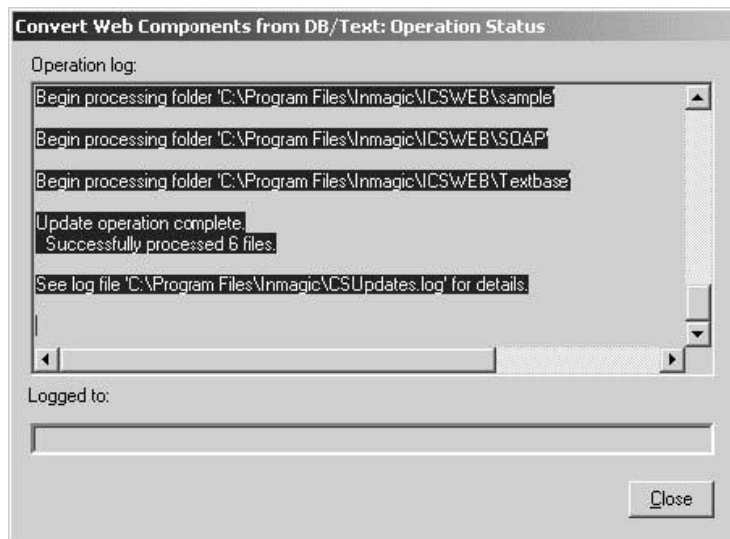 Convert Web Components from DB/Text: Operation Status
Operation log:
Begin processing folder 'C:\Program Files\Inmagic\ICSWEB\sample'
Begin processing folder 'C:\Program Files\Inmagic\ICSWEB\SOAP'
Begin processing folder 'C:\Program Files\Inmagic\ICSWEB\Textbase'
Update operation complete.
Successfully processed 6 files.
See log file 'C:\Program Files\Inmagic\CSUpdates.log' for details.
Logged to:
Close